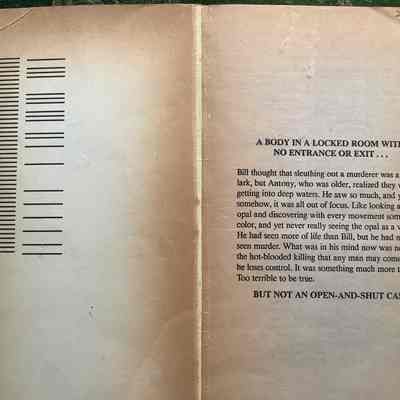 A BODY IN A LOCKED ROOM WITH
NO ENTRANCE OR EXIT . . .
Bill thought that sleuthing out a murderer was a
lark, but Antony, who was older, realized they
getting into deep waters. He saw so much, and
somehow, it was all out of focus. Like looking a
opal and discovering with every movement som
color, and yet never really seeing the opal as a
He had seen more of life than Bill, but he had n
seen murder. What was in his mind now was no
the hot-blooded killing that any man may come
he loses control. It was something much more
Too terrible to be true.
BUT NOT AN OPEN-AND-SHUT CAS